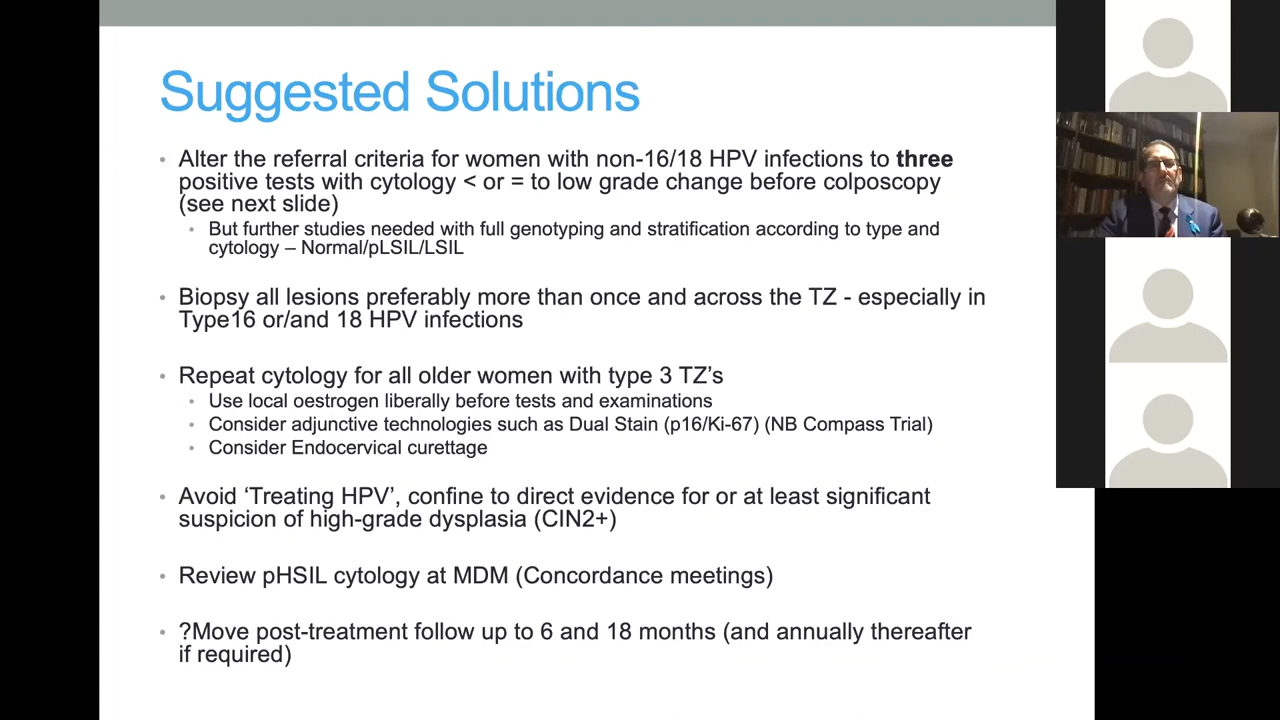 Suggested Solutions
• Alter the referral criteria for women with non-16/18 HPV infections to three
positive tests with cytology < or = to low grade change before colposcopy
(see next slide)
• But further studies needed with full genotyping and stratification according to type and
cytology – Normal/pLSIL/LSIL
• Biopsy all lesions preferably more than once and across the TZ - especially in
Type16 or/and 18 HPV infections
• Repeat cytology for all older women with type 3 TZ's
• Use local oestrogen liberally before tests and examinations
• Consider adjunctive technologies such as Dual Stain (p16/Ki-67) (NB Compass Trial)
• Consider Endocervical curettage
• Avoid ‘Treating HPV’, confine to direct evidence for or at least significant
suspicion of high-grade dysplasia (CIN2+)
• Review pHSIL cytology at MDM (Concordance meetings)
• ?Move post-treatment follow up to 6 and 18 months (and annually thereafter
if required)